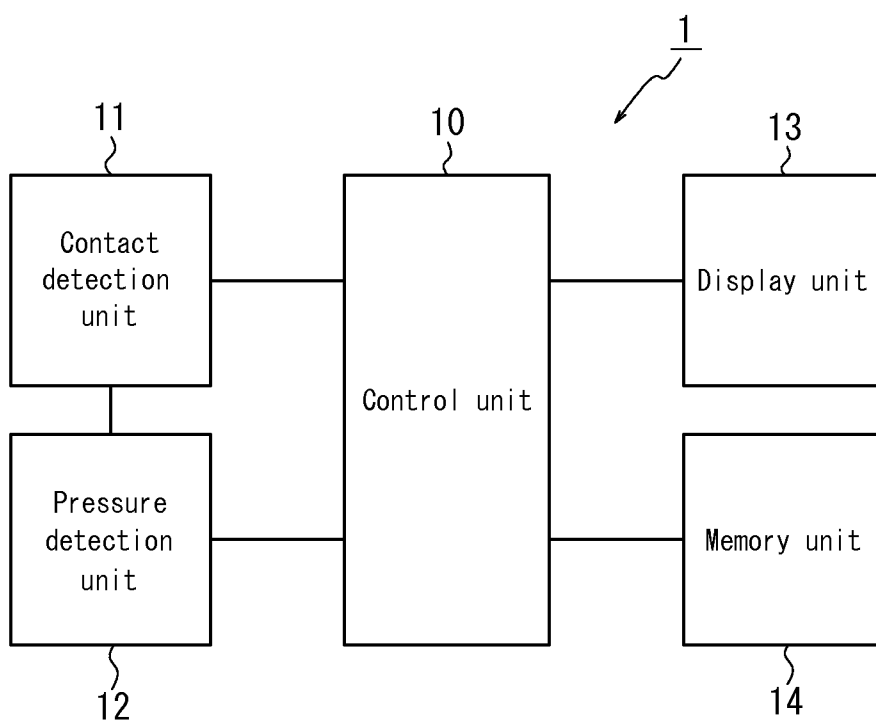 1
11
10
13
Contact
detection
unit
Display unit
Control unit
Pressure
detection
unit
Memory unit
12
14